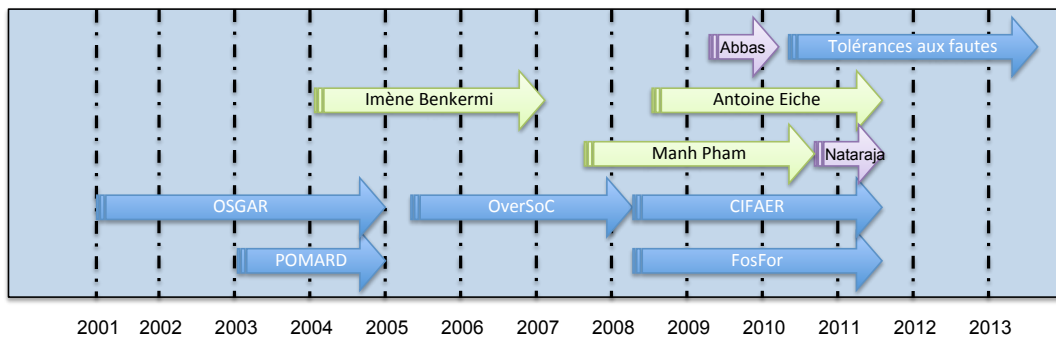 Abbas
Tolérances aux fautes
Imène Benkermi
Antoine Eiche
Manh Pham
Nataraja
OSGAR
OverSoC
CIFAER
POMARD
FosFor
2001 2002 2003 2004 2005 2006 2007 2008 2009 2010 2011 2012 2013